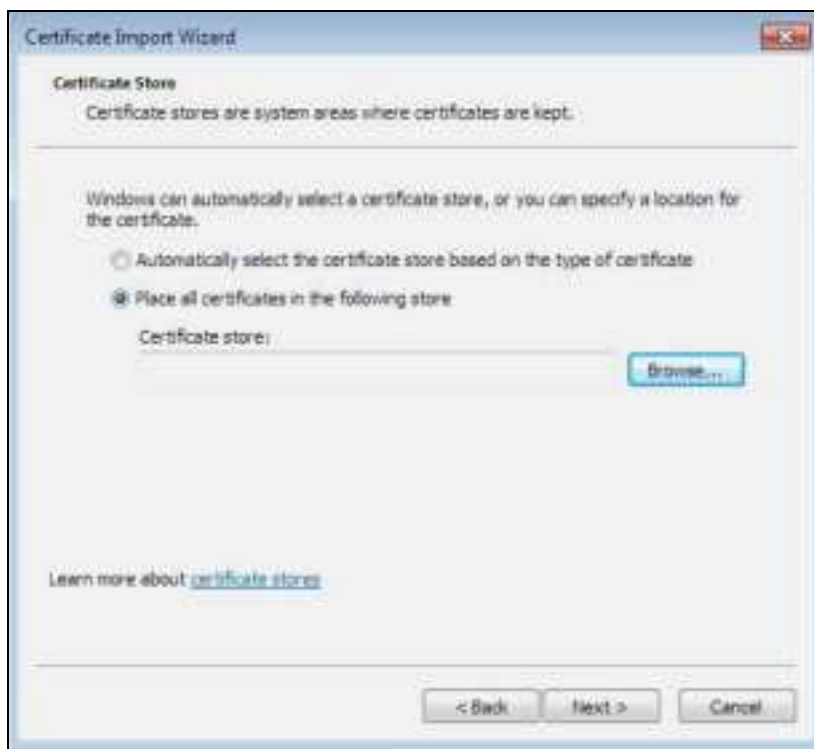 Certificate Import Wizard
Certificate Store
Certificate stores are system areas where certificates are kept.
Windows can automatically select a certificate store, or you can specify a location for
the certificate.
Automatically select the certificate store based on the type of certificate
Place all certificates in the following store
Certificate store:
Browse...
Learn more about certificate stores
< Back Next > Cancel